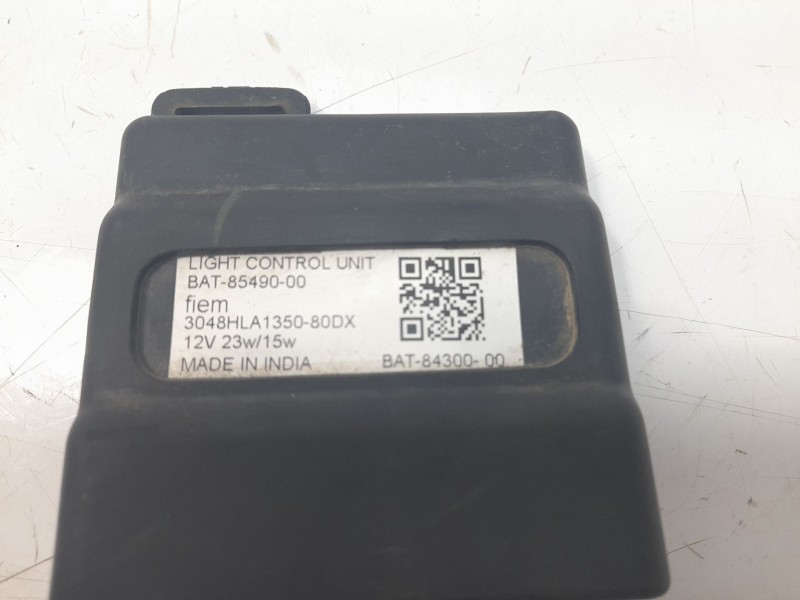 LIGHT CONTROL UNIT
BAT-85490-00
fiem
3048HLA1350-80DX
12V 23w/15w
MADE IN INDIA
BAT-84300- 00